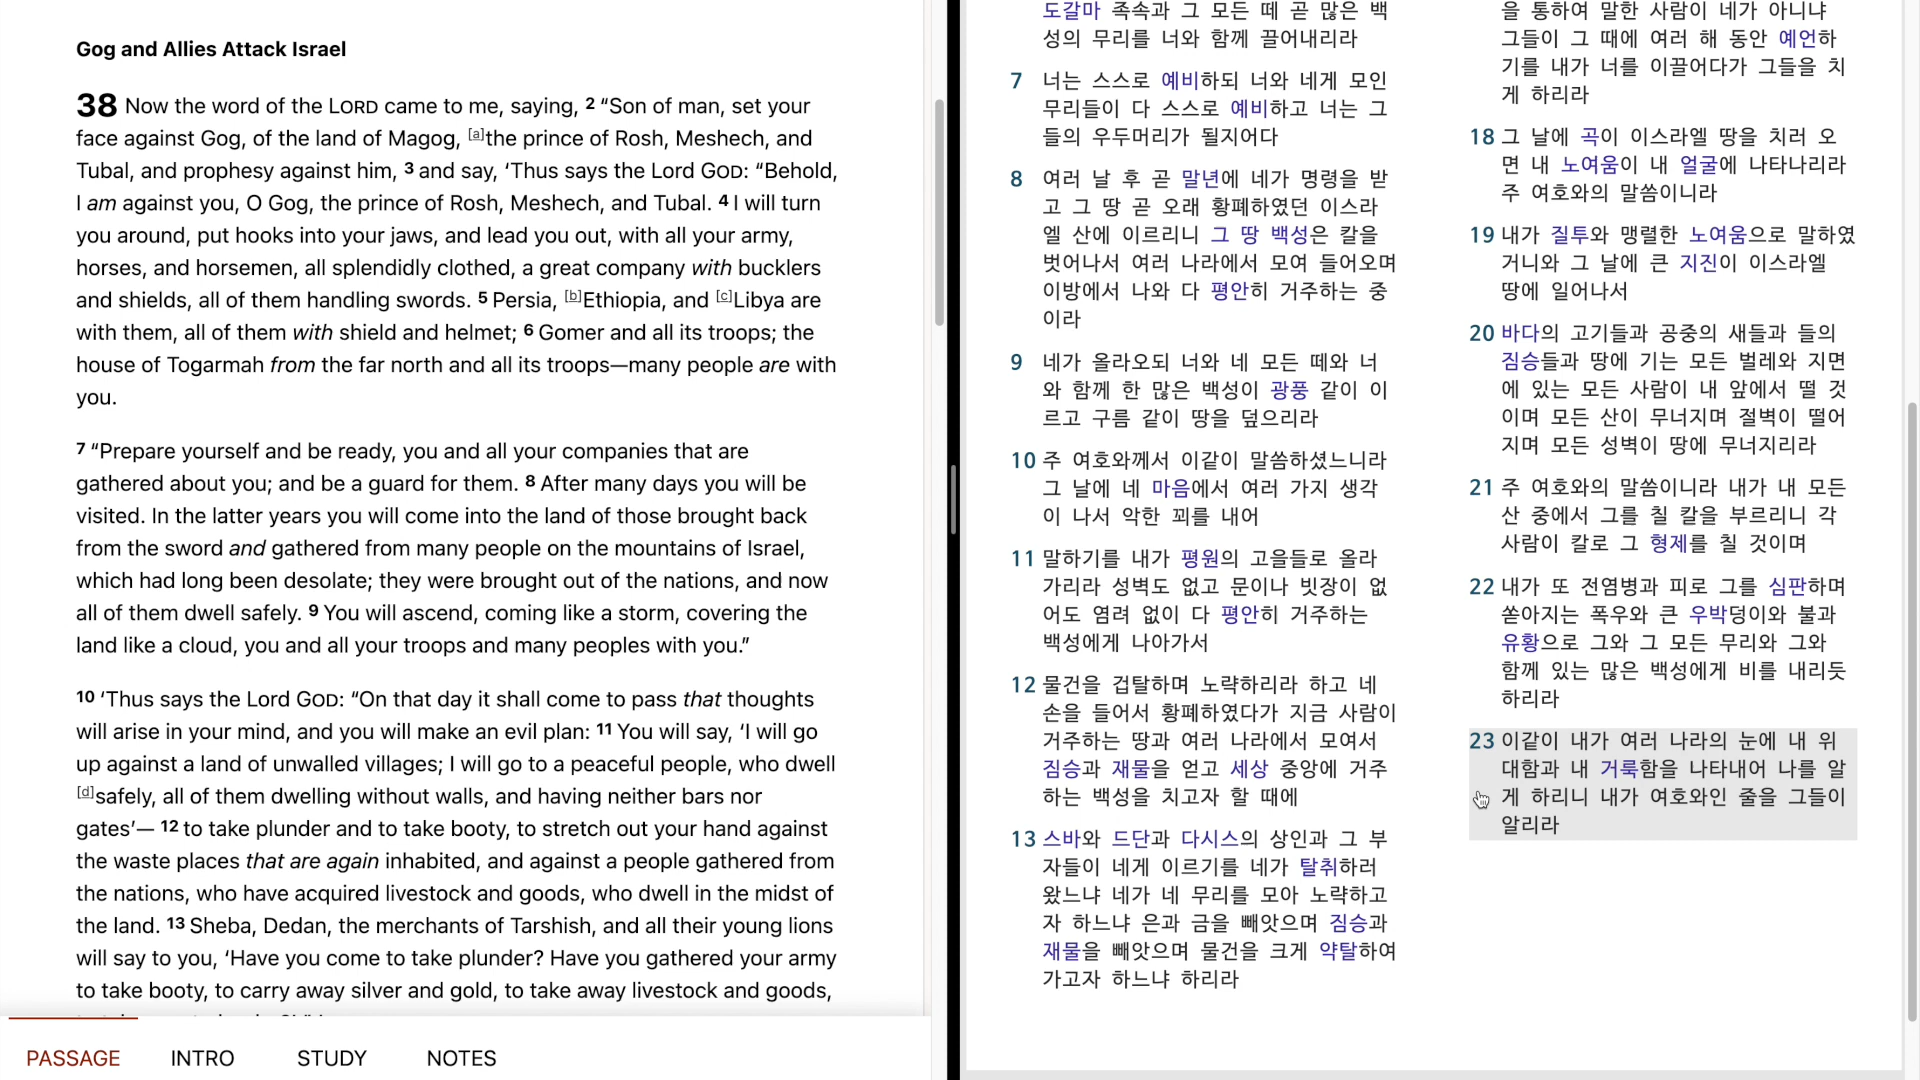 Gog and Allies Attack Israel
38 Now the word of the LORD came to me, saying, 2 “Son of man, set your
face against Gog, of the land of Magog, [a]the prince of Rosh, Meshech, and
Tubal, and prophesy against him, 3 and say, ‘Thus says the Lord GOD: “Behold,
I am against you, O Gog, the prince of Rosh, Meshech, and Tubal. 4 I will turn
you around, put hooks into your jaws, and lead you out, with all your army,
horses, and horsemen, all splendidly clothed, a great company with bucklers
and shields, all of them handling swords. 5 Persia, [b]Ethiopia, and [c]Libya are
with them, all of them with shield and helmet; 6 Gomer and all its troops; the
house of Togarmah from the far north and all its troops—many people are with
you.
7 “Prepare yourself and be ready, you and all your companies that are
gathered about you; and be a guard for them. 8 After many days you will be
visited. In the latter years you will come into the land of those brought back
from the sword and gathered from many people on the mountains of Israel,
which had long been desolate; they were brought out of the nations, and now
all of them dwell safely. 9 You will ascend, coming like a storm, covering the
land like a cloud, you and all your troops and many peoples with you.”
10 ‘Thus says the Lord GOD: “On that day it shall come to pass that thoughts
will arise in your mind, and you will make an evil plan: 11 You will say, ‘I will go
up against a land of unwalled villages; I will go to a peaceful people, who dwell
[d]safely, all of them dwelling without walls, and having neither bars nor
gates’— 12 to take plunder and to take booty, to stretch out your hand against
the waste places that are again inhabited, and against a people gathered from
the nations, who have acquired livestock and goods, who dwell in the midst of
the land. 13 Sheba, Dedan, the merchants of Tarshish, and all their young lions
will say to you, ‘Have you come to take plunder? Have you gathered your army
to take booty, to carry away silver and gold, to take away livestock and goods,
PASSAGE INTRO STUDY NOTES
도갈마 족속과 그 모든 떼 곧 많은 백
성의 무리를 너와 함께 끌어내리라
7 너는 스스로 예비하되 너와 네게 모인
무리들이 다 스스로 예비하고 너는 그
들의 우두머리가 될지어다
8 여러 날 후 곧 말년에 네가 명령을 받
고 그 땅 곧 오래 황폐하였던 이스라
엘 산에 이르리니 그 땅 백성은 칼을
벗어나서 여러 나라에서 모여 들어오며
이방에서 나와 다 평안히 거주하는 중
이라
9 네가 올라오되 너와 네 모든 떼와 너
와 함께 한 많은 백성이 광풍 같이 이
르고 구름 같이 땅을 덮으리라
10 주 여호와께서 이같이 말씀하셨느니라
그 날에 네 마음에서 여러 가지 생각
이 나서 악한 꾀를 내어
11 말하기를 내가 평원의 고을들로 올라
가리라 성벽도 없고 문이나 빗장이 없
어도 염려 없이 다 평안히 거주하는
백성에게 나아가서
12 물건을 겁탈하며 노략하리라 하고 네
손을 들어서 황폐하였다가 지금 사람이
거주하는 땅과 여러 나라에서 모여서
짐승과 재물을 얻고 세상 중앙에 거주
하는 백성을 치고자 할 때에
13 스바와 드단과 다시스의 상인과 그 부
자들이 네게 이르기를 네가 탈취하러
왔느냐 네가 네 무리를 모아 노략하고
자 하느냐 은과 금을 빼앗으며 짐승과
재물을 빼앗으며 물건을 크게 약탈하여
가고자 하느냐 하리라
을 통하여 말한 사람이 네가 아니냐
그들이 그 때에 여러 해 동안 예언하
기를 내가 너를 이끌어다가 그들을 치
게 하리라
18 그 날에 곡이 이스라엘 땅을 치러 오
면 내 노여움이 내 얼굴에 나타나리라
주 여호와의 말씀이니라
19 내가 질투와 맹렬한 노여움으로 말하였
거니와 그 날에 큰 지진이 이스라엘
땅에 일어나서
20 바다의 고기들과 공중의 새들과 들의
짐승들과 땅에 기는 모든 벌레와 지면
에 있는 모든 사람이 내 앞에서 떨 것
이며 모든 산이 무너지며 절벽이 떨어
지며 모든 성벽이 땅에 무너지리라
21 주 여호와의 말씀이니라 내가 내 모든
산 중에서 그를 칠 칼을 부르리니 각
사람이 칼로 그 형제를 칠 것이며
22 내가 또 전염병과 피로 그를 심판하며
쏟아지는 폭우와 큰 우박덩이와 불과
유황으로 그와 그 모든 무리와 그와
함께 있는 많은 백성에게 비를 내리듯
하리라
23 이같이 내가 여러 나라의 눈에 내 위
대함과 내 거룩함을 나타내어 나를 알
게 하리니 내가 여호와인 줄을 그들이
알리라